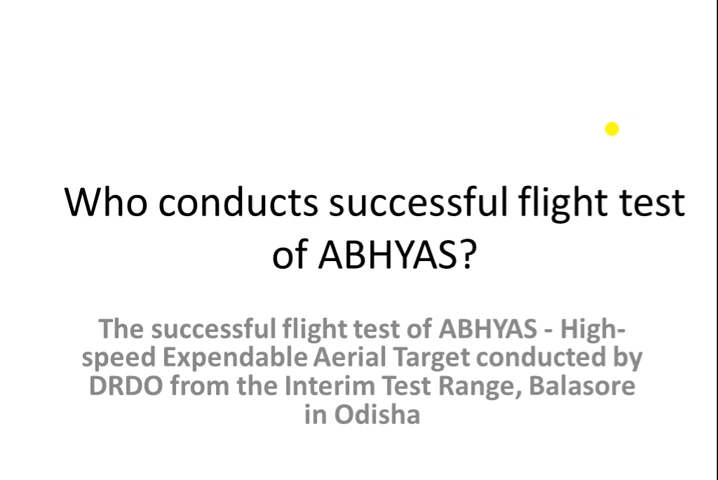 Who conducts successful flight test
of ABHYAS?
The successful flight test of ABHYAS - High-
speed Expendable Aerial Target conducted by
DRDO from the Interim Test Range, Balasore
in Odisha